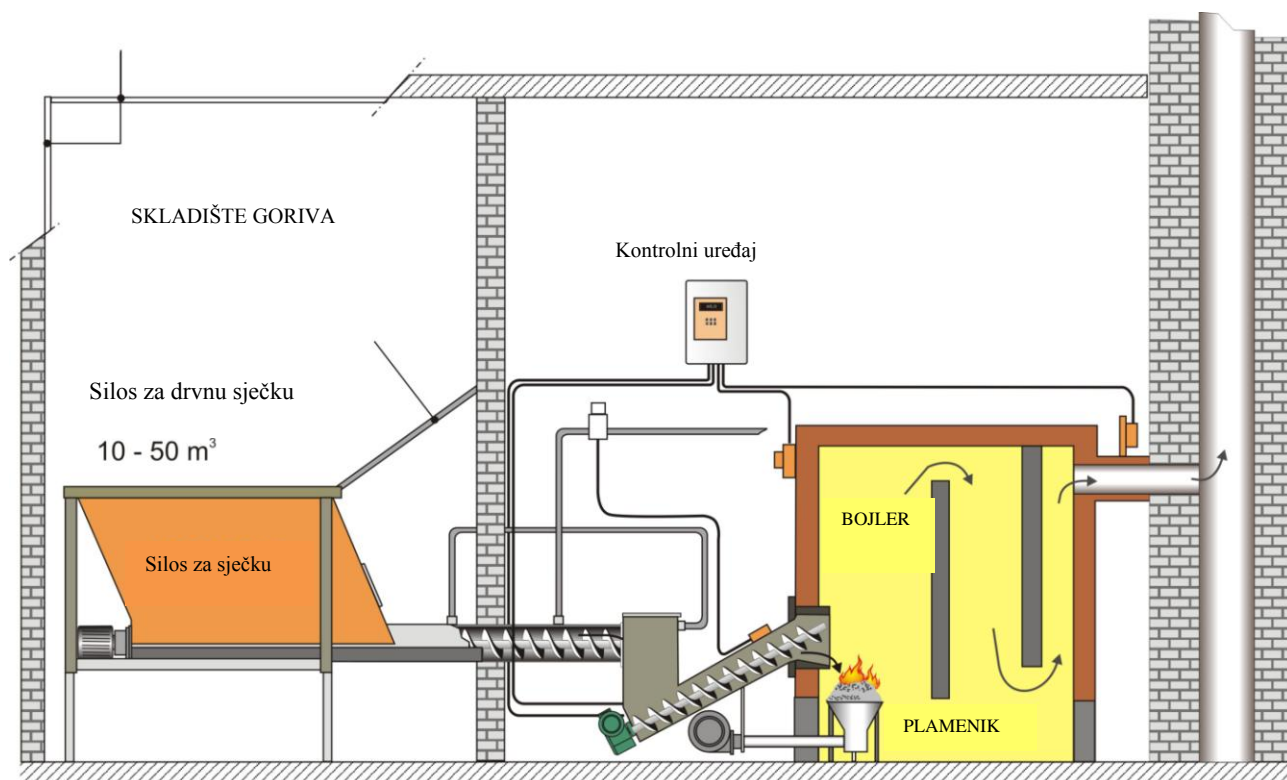 SKLADIŠTE GORIVA
Kontrolni uređaj
Silos za drvnu sječku
10 - 50 m³
BOJLER
Silos za sječku
PLAMENIK